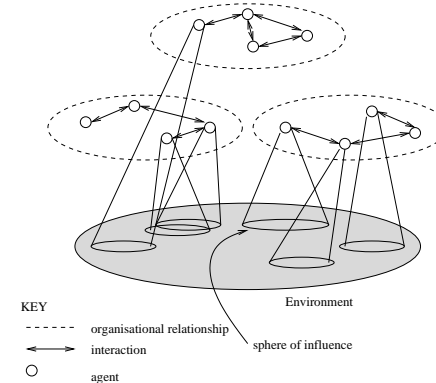 Environment
KEY
organisational relationship
interaction
sphere of influence
agent